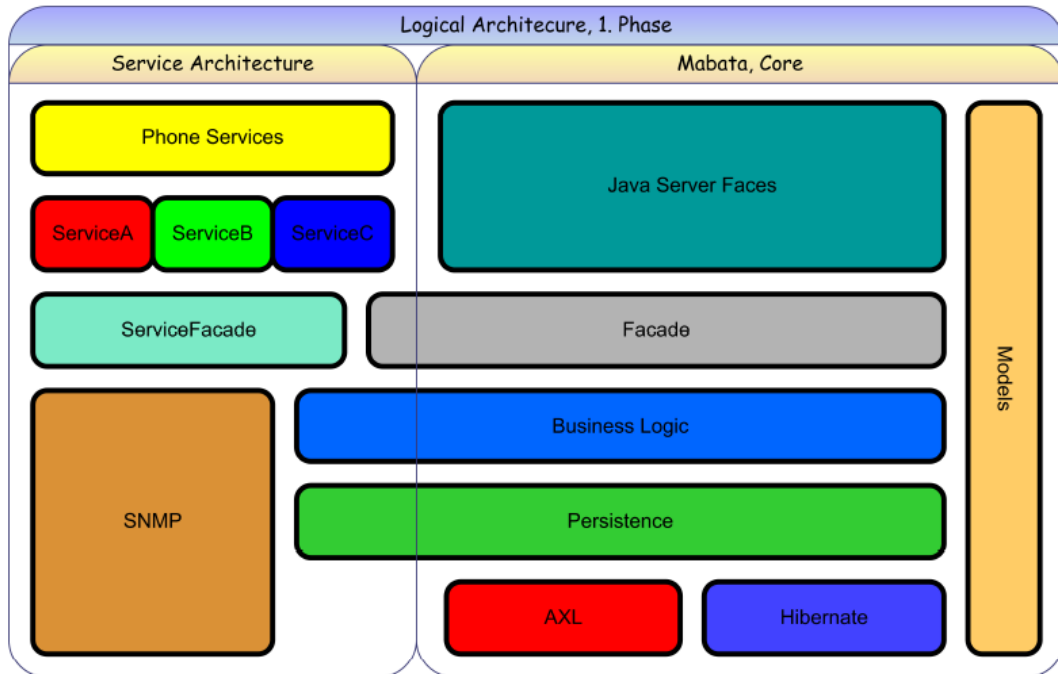 Logical Architecure, 1. Phase
Service Architecture
Mabata, Core
Phone Services
Java Server Faces
ServiceA
ServiceB
ServiceC
ServiceFacade
Facade
Models
Business Logic
SNMP
Persistence
AXL
Hibernate